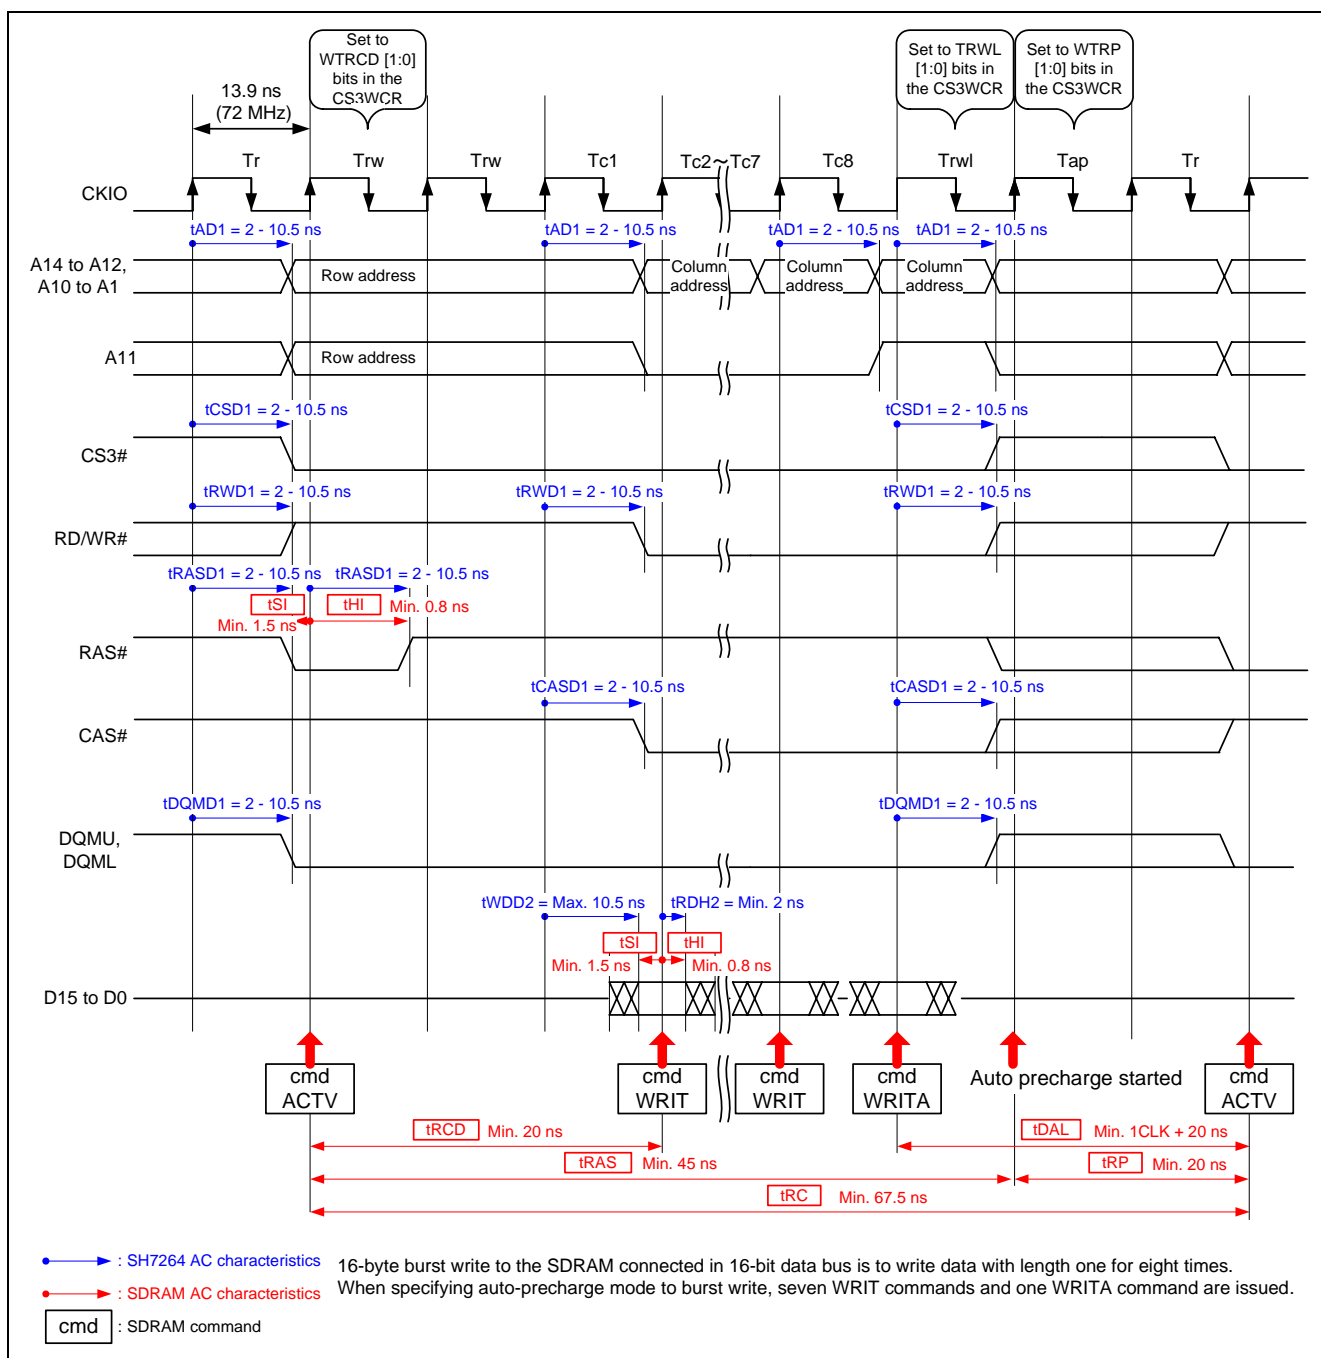 Set to
WTRCD [1:0]
bits in the
CS3WCR
Set to TRWL
[1:0] bits in
the CS3WCR
Set to WTRP
[1:0] bits in
the CS3WCR
13.9 ns
(72 MHz)
Tr
Trw
Trw
Tc1
Tc2~Tc7
Tc8
Trwl
Tap
Tr
CKIO
tAD1 = 2 - 10.5 ns
tAD1 = 2 - 10.5 ns
tAD1 = 2 - 10.5 ns
tAD1 = 2 - 10.5 ns
A14 to A12,
A10 to A1
Row address
Column
address
Column
address
Column
address
A11
Row address
tCSD1 = 2 - 10.5 ns
tCSD1 = 2 - 10.5 ns
CS3#
tRWD1 = 2 - 10.5 ns
tRWD1 = 2 - 10.5 ns
tRWD1 = 2 - 10.5 ns
RD/WR#
tRASD1 = 2 - 10.5 ns
tRASD1 = 2 - 10.5 ns
tSI
tHI
Min. 0.8 ns
Min. 1.5 ns
RAS#
tCASD1 = 2 - 10.5 ns
tCASD1 = 2 - 10.5 ns
CAS#
tDQMD1 = 2 - 10.5 ns
tDQMD1 = 2 - 10.5 ns
DQMU,
DQML
tWDD2 = Max. 10.5 ns
tRDH2 = Min. 2 ns
tSI
tHI
Min. 1.5 ns
Min. 0.8 ns
D15 to D0
cmd
ACTV
cmd
WRIT
cmd
WRIT
cmd
WRITA
Auto precharge started
cmd
ACTV
tRCD Min. 20 ns
tDAL Min. 1CLK + 20 ns
tRAS Min. 45 ns
tRP Min. 20 ns
tRC Min. 67.5 ns
: SH7264 AC characteristics
: SDRAM AC characteristics
cmd : SDRAM command
16-byte burst write to the SDRAM connected in 16-bit data bus is to write data with length one for eight times.
When specifying auto-precharge mode to burst write, seven WRIT commands and one WRITA command are issued.